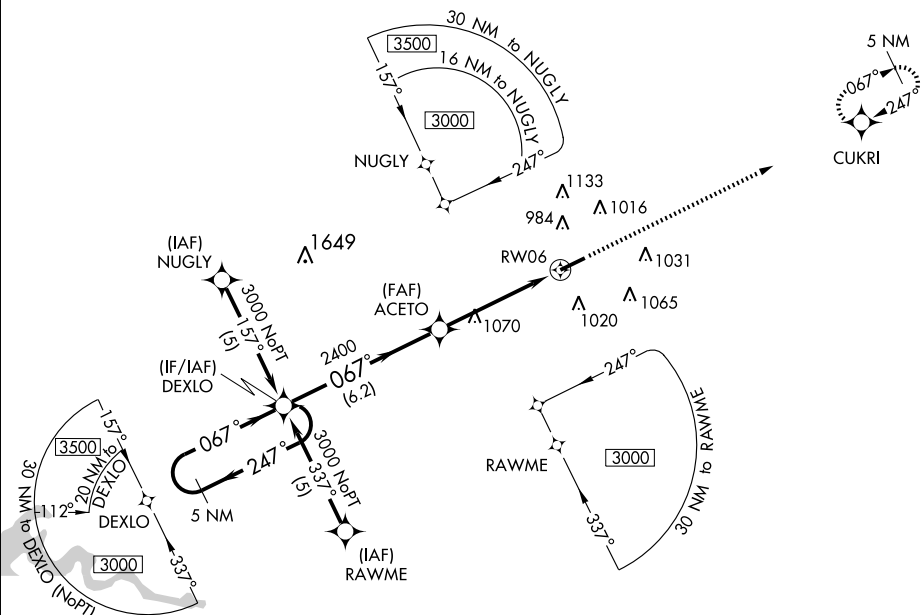 30 NM to NUGLY
3500
16 NM to NUGLY
157°
3000
247°
NUGLY
5 NM
067°
247°
CUKRI
1133
1016
984
RW06
1031
1065
1020
(IAF)
NUGLY
1649
3000 NoPT
157°
(5)
(FAF)
ACETO
1070
2400
067°
(6.2)
(IF/IAF)
DEXLO
067°
247°
5 NM
3000 NoPT
337°
(5)
(IAF)
RAWME
157°
3500
20 NM to
DEXLO
112°
DEXLO
3000
337°
30 NM to DEXLO (NoPT)
247°
RAWME
3000
337°
30 NM to RAWME